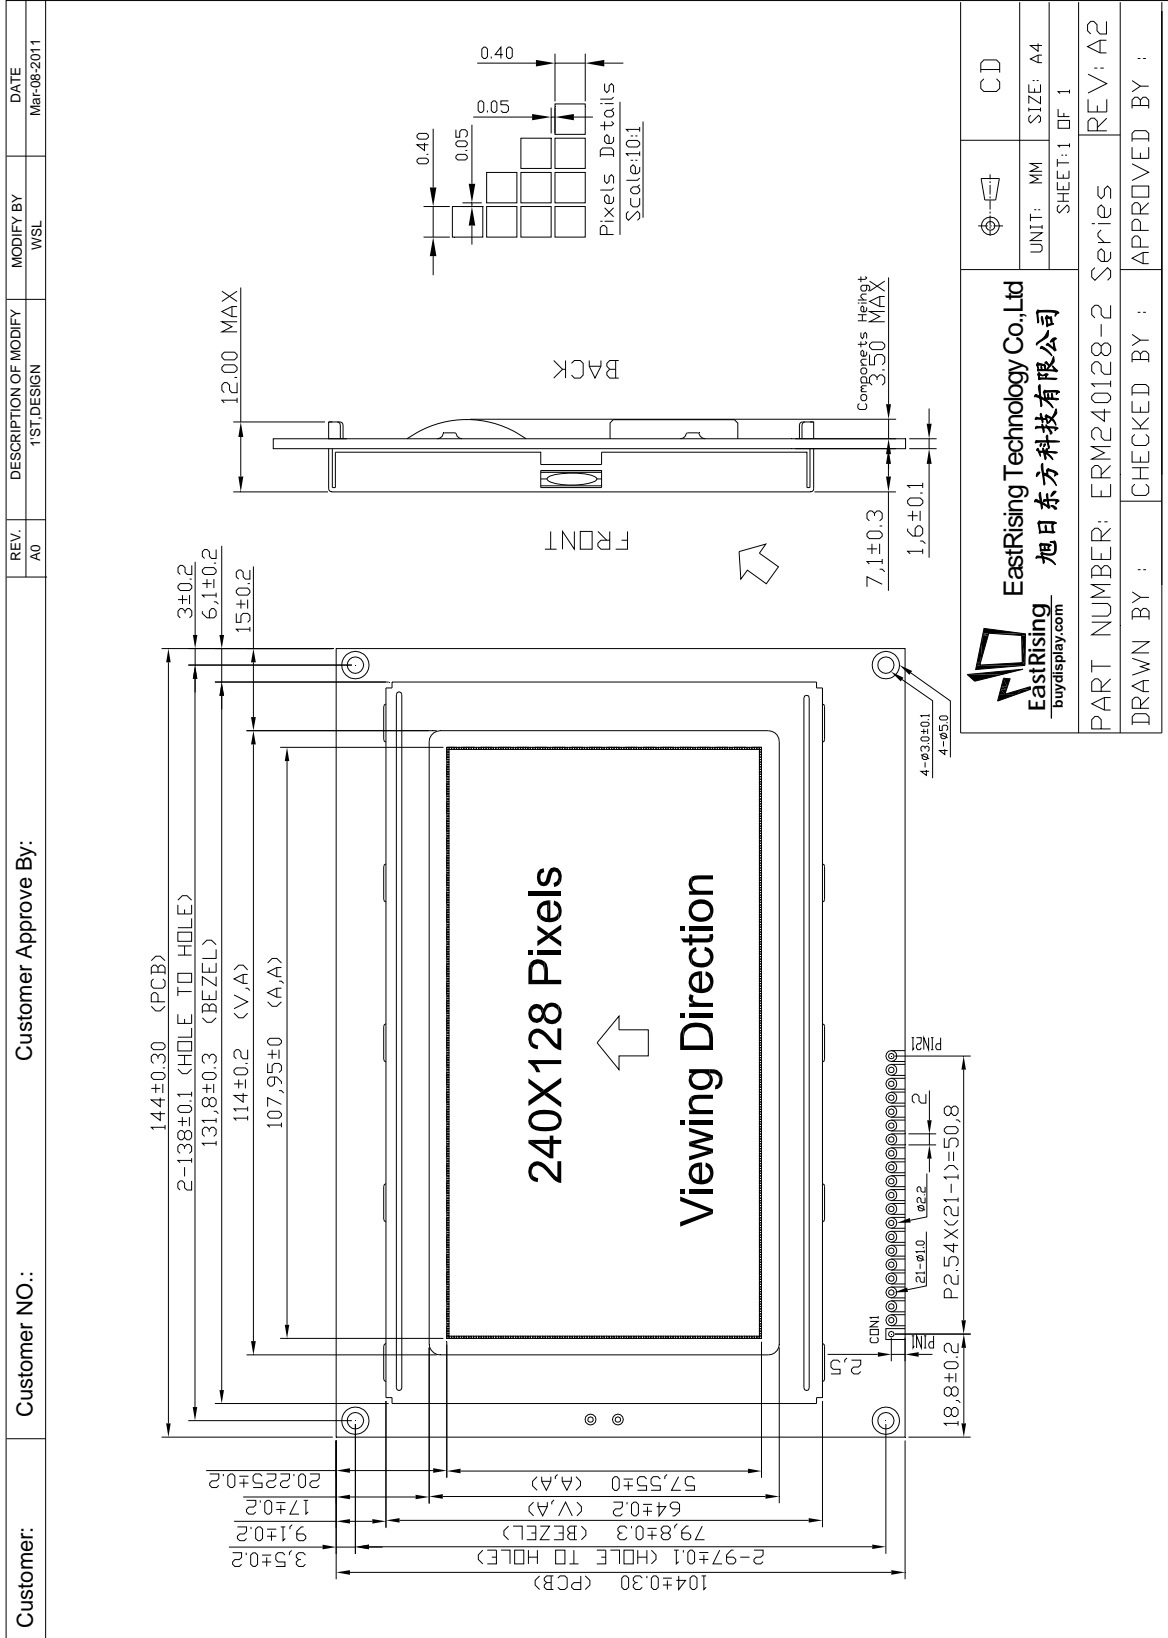 Customer:
Customer NO.:
Customer Approve By:
REV.
DESCRIPTION OF MODIFY
MODIFY BY
DATE
A0
1'ST,DESIGN
WSL
Mar-08-2011
144±0.30 (PCB)
2-138±0.1 (HOLE TO HOLE)
131,8±0.3 (BEZEL)
114±0.2 (V,A)
107,95±0 (A,A)
3±0.2
6,1±0.2
15±0.2
104±0.30 (PCB)
2-97±0.1 (HOLE TO HOLE)
79,8±0.3 (BEZEL)
64±0.2 (V,A)
57,55±0 (A,A)
3,5±0.2
9,1±0.2
17±0.2
20.225±0.2
240X128 Pixels
Viewing Direction
CON1
PIN1
PIN21
2,5
21-ø1.0
ø2.2
2
P2.54X(21-1)=50,8
18,8±0.2
4-ø3.0±0.1
4-ø5.0
12,00 MAX
FRONT
BACK
Componets Heihgt
3.50 MAX
7,1±0.3
1,6±0.1
0.40
0.05
0.40
0.05
Pixels Details
Scale:10:1
EastRising
buydisplay.com
EastRising Technology Co.,Ltd
旭日东方科技有限公司
CD
UNIT: MM
SIZE: A4
SHEET:1 OF 1
PART NUMBER: ERM240128-2 Series
REV: A2
DRAWN BY :
CHECKED BY :
APPROVED BY :